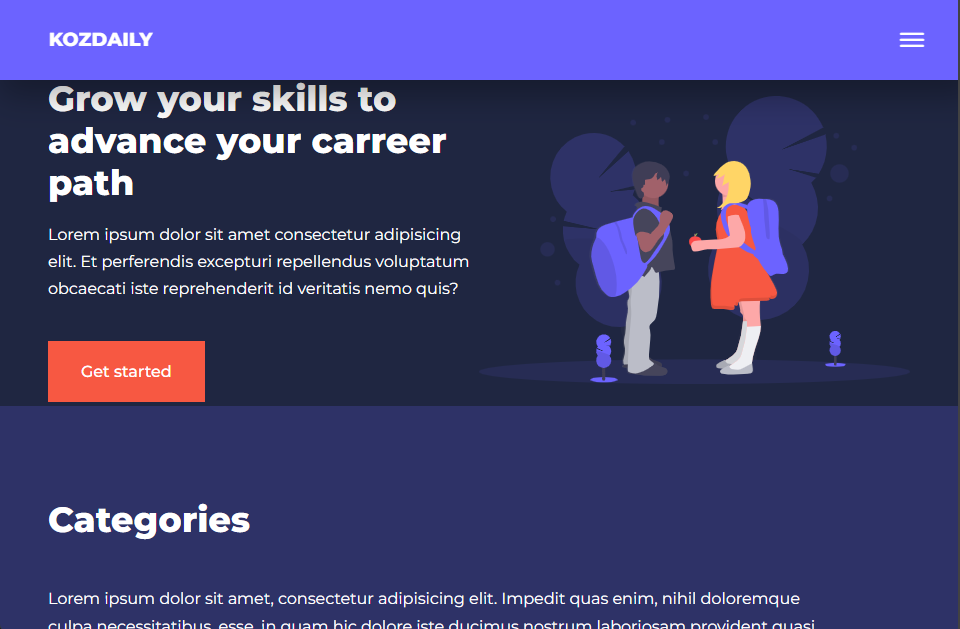 KOZDAILY
Grow your skills to
advance your carreer
path
Lorem ipsum dolor sit amet consectetur adipisicing
elit. Et perferendis excepturi repellendus voluptatum
obcaecati iste reprehenderit id veritatis nemo quis?
Get started
Categories
Lorem ipsum dolor sit amet, consectetur adipisicing elit. Impedit quas enim, nihil doloremque
culpa necessitatibus, esse, in quam hic dolore iste ducimus nostrum laboriosam provident quasi